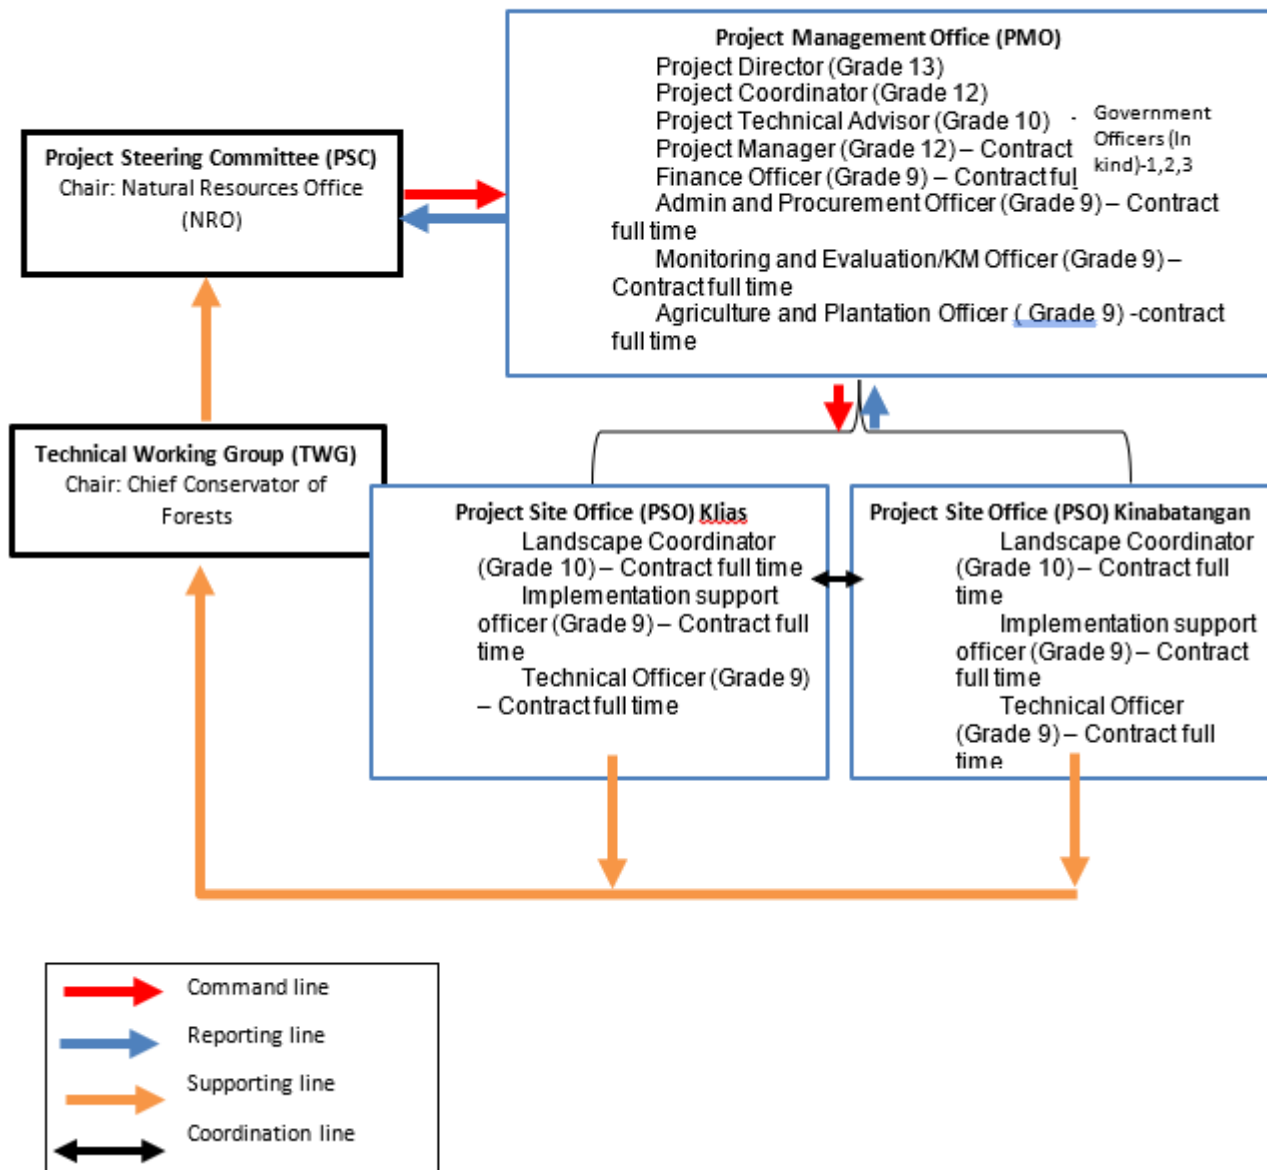 Project Management Office (PMO)
Project Director (Grade 13)
Project Coordinator (Grade 12)
Project Technical Advisor (Grade 10)
Project Manager (Grade 12) – Contract
Finance Officer (Grade 9) – Contract
Admin and Procurement Officer (Grade 9) – Contract
full time
Monitoring and Evaluation/KM Officer (Grade 9) –
Contract full time
Agriculture and Plantation Officer ( Grade 9) -contract
full time
- Government
Officers (In
kind)-1,2,3
Project Steering Committee (PSC)
Chair: Natural Resources Office
(NRO)
Technical Working Group (TWG)
Chair: Chief Conservator of
Forests
Project Site Office (PSO) Klias
Landscape Coordinator
(Grade 10) – Contract full time
Implementation support
officer (Grade 9) – Contract full
time
Technical Officer (Grade 9)
– Contract full time
Project Site Office (PSO) Kinabatangan
Landscape Coordinator
(Grade 10) – Contract full
time
Implementation support
officer (Grade 9) – Contract
full time
Technical Officer
(Grade 9) – Contract full
time
Command line
Reporting line
Supporting line
Coordination line